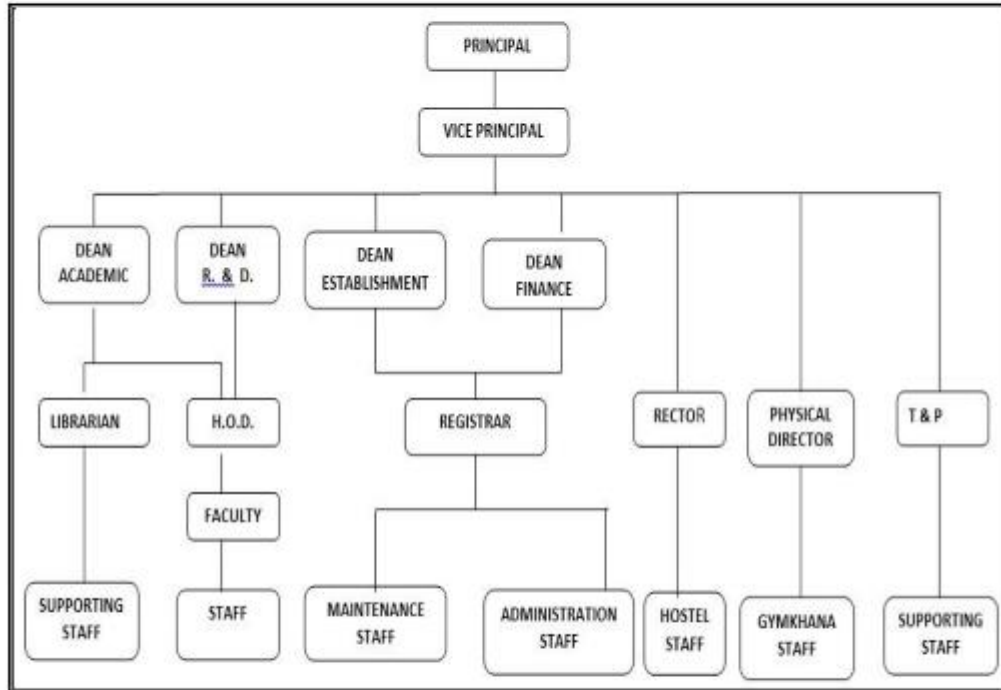 PRINCIPAL
VICE PRINCIPAL
DEAN
ACADEMIC
DEAN
R. & D.
DEAN
ESTABLISHMENT
DEAN
FINANCE
LIBRARIAN
H.O.D.
REGISTRAR
RECTOR
PHYSICAL
DIRECTOR
T & P
FACULTY
SUPPORTING
STAFF
STAFF
MAINTENANCE
STAFF
ADMINISTRATION
STAFF
HOSTEL
STAFF
GYMKHANA
STAFF
SUPPORTING
STAFF